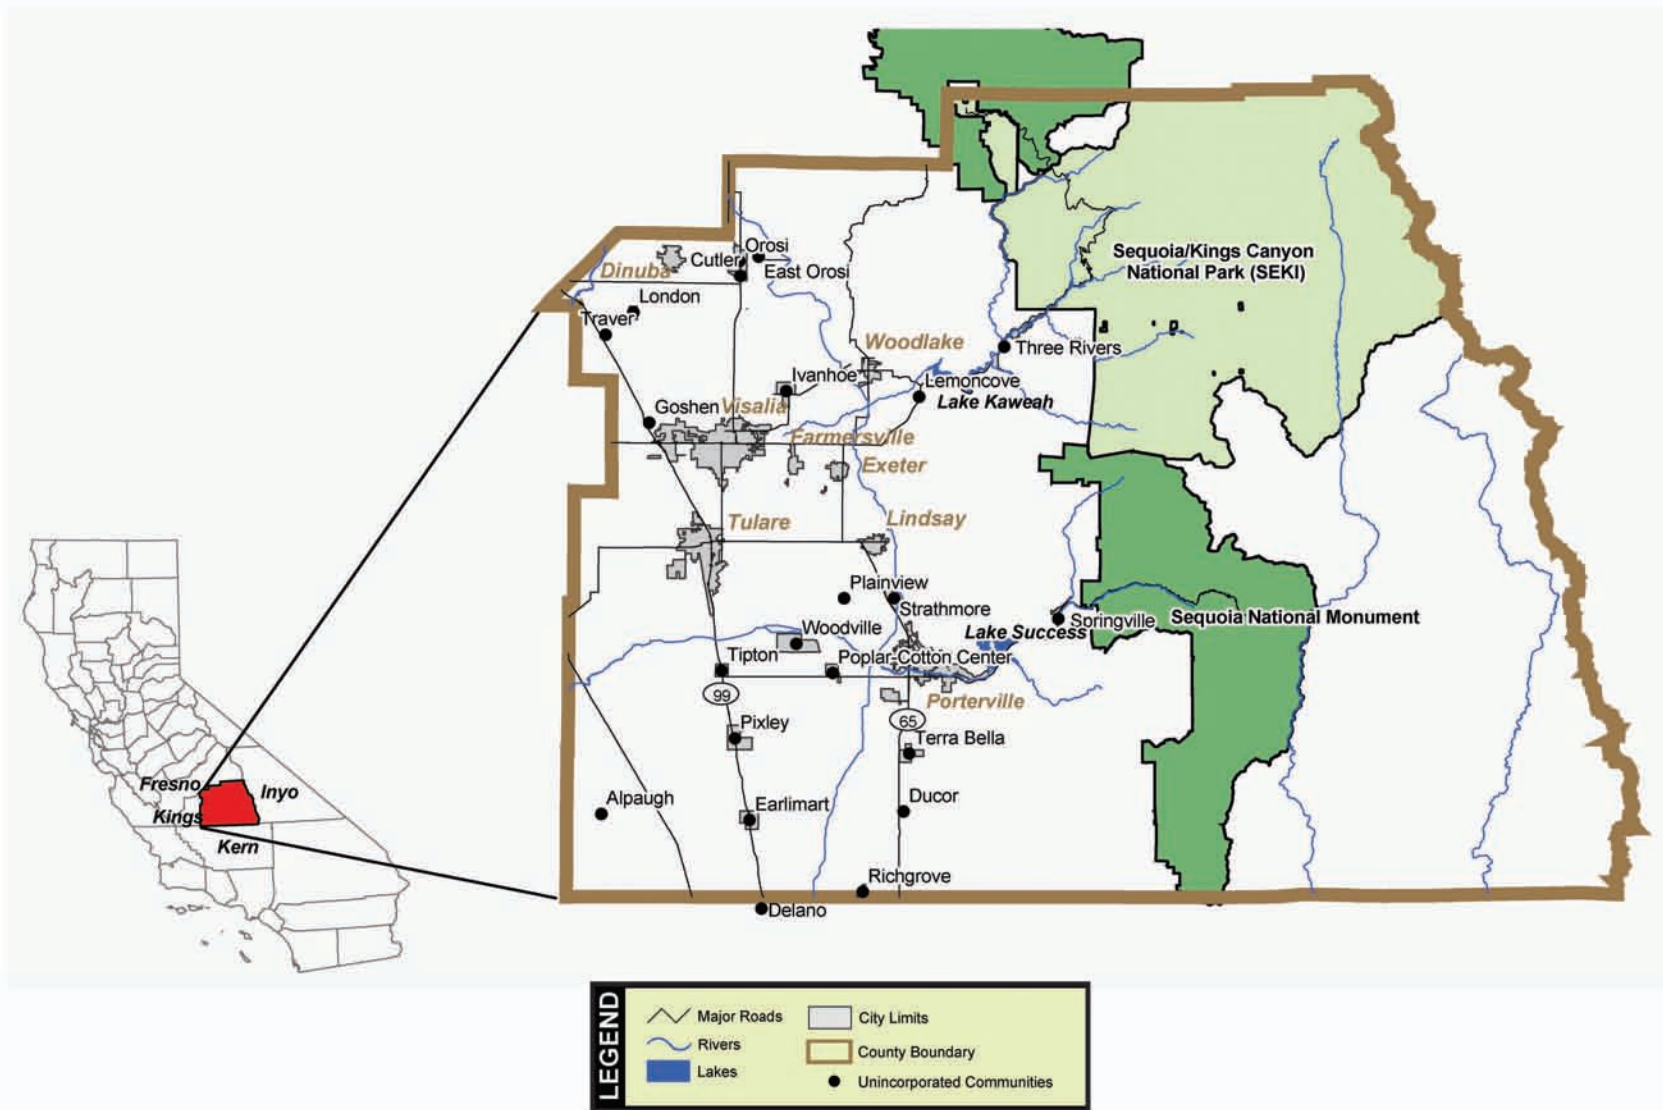 Orosi
Cutler
East Orosi
Dinuba
Sequoia/Kings Canyon
National Park (SEKI)
London
Traver
Woodlake
Three Rivers
Ivanhoe
Lemoncove
Lake Kaweah
Goshen
Visalia
Farmersville
Exeter
Tulare
Lindsay
Plainview
Strathmore
Springville
Sequoia National Monument
Lake Success
Woodville
Tipton
Poplar-Cotton Center
99
Porterville
65
Pixley
Terra Bella
Alpaugh
Earlimart
Ducor
Richgrove
Delano
Fresno
Inyo
Kings
Kern
LEGEND
Major Roads
City Limits
Rivers
County Boundary
Lakes
Unincorporated Communities